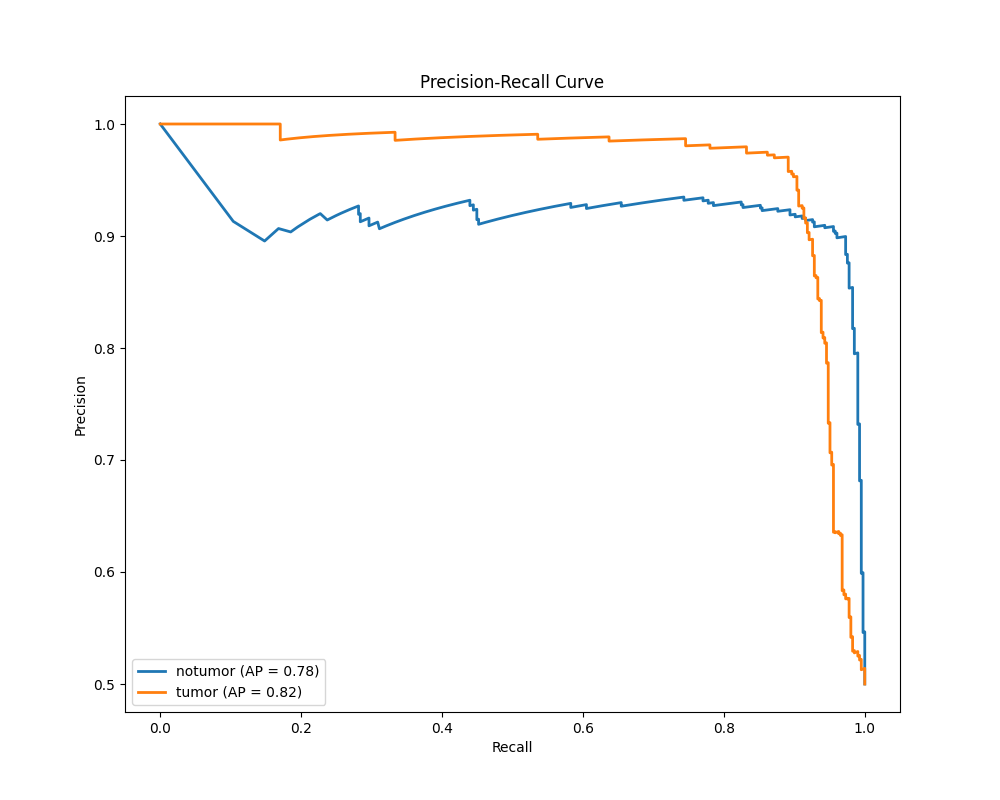 Precision-Recall Curve
1.0
0.9
0.8
0.7
0.6
0.5
Precision
notumor (AP = 0.78)
tumor (AP = 0.82)
0.0 0.2 0.4 0.6 0.8 1.0
Recall